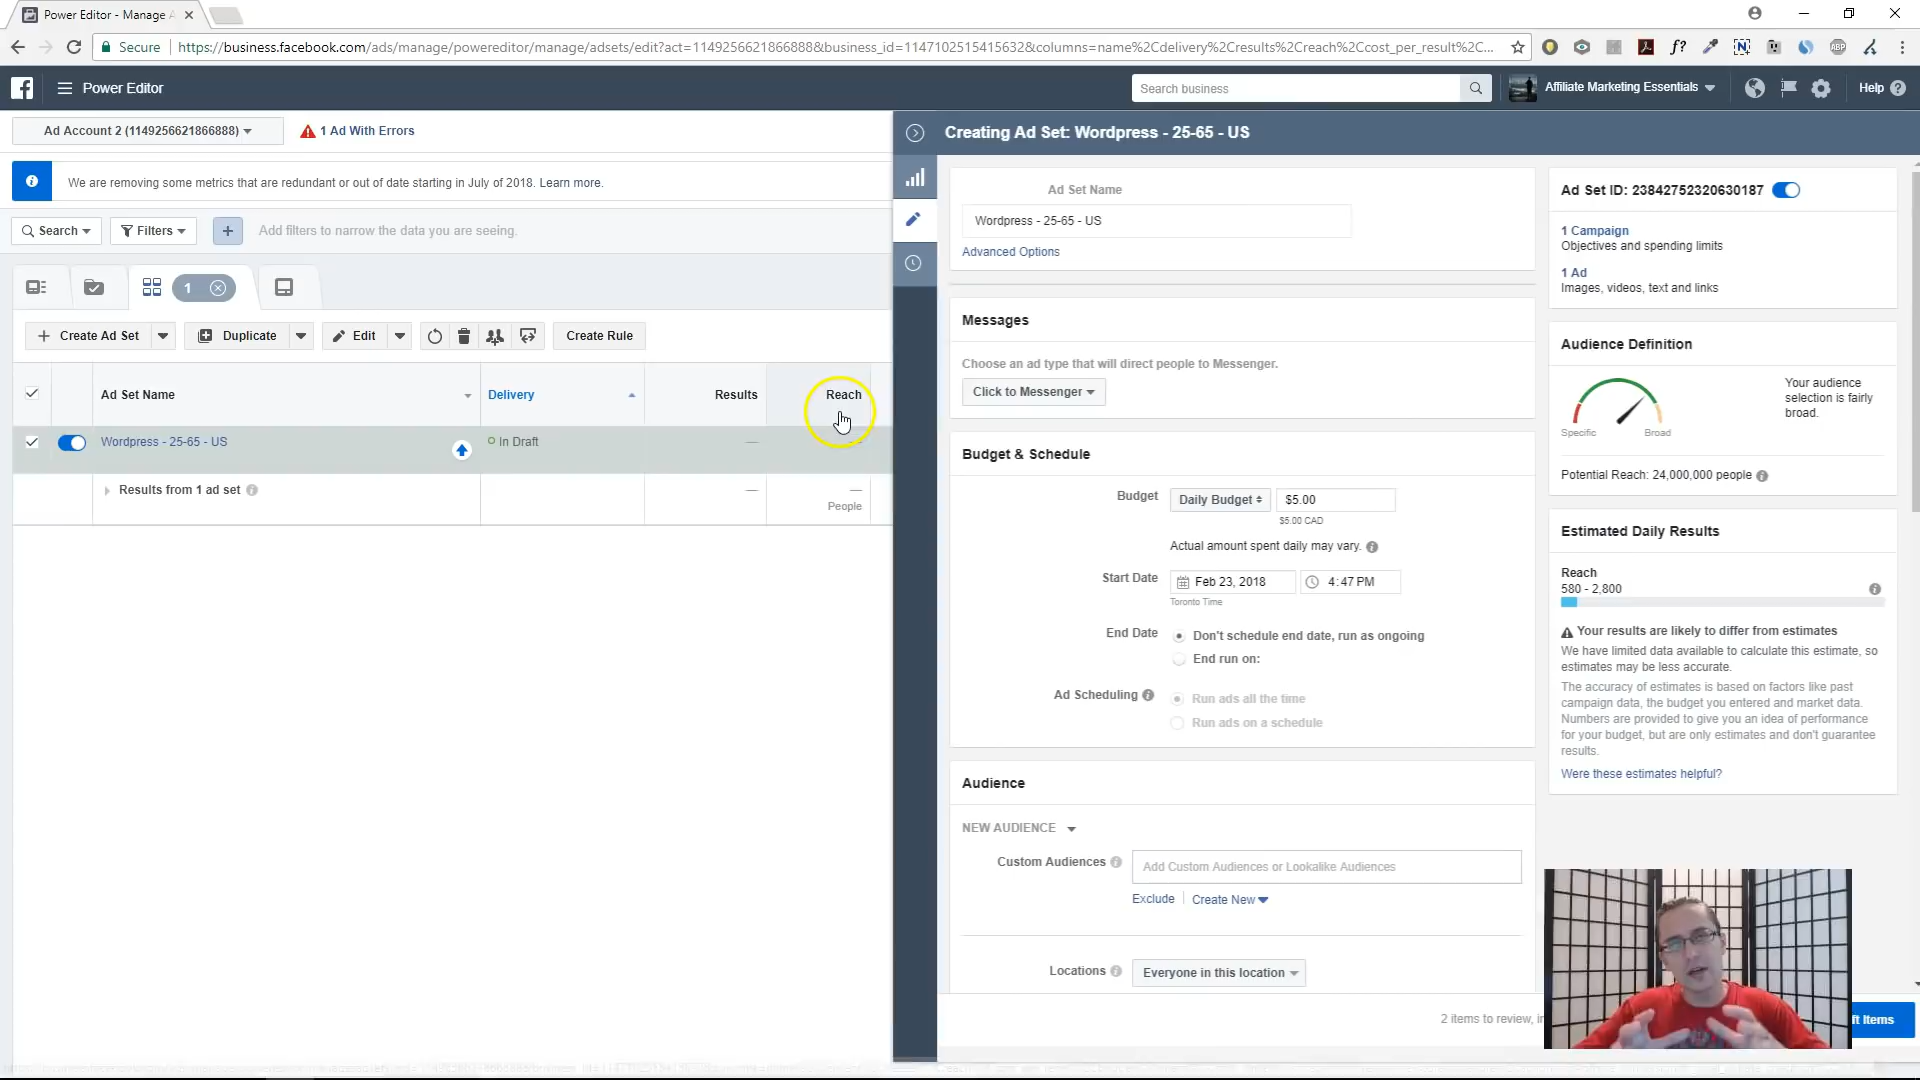 Power Editor - Manage A
Secure
https://business.facebook.com/ads/manage/powereditor/manage/adsets/edit?act=1149256621866888&business_id=1147102515415632&columns=name%2Cdelivery%2Cresults%2Creach%2Ccost_per_result%2C...
f?
ABP
Power Editor
Search business
Affiliate Marketing Essentials
Help
Ad Account 2 (1149256621866888)
1 Ad With Errors
We are removing some metrics that are redundant or out of date starting in July of 2018. Learn more.
Search
Filters
Add filters to narrow the data you are seeing.
1
Create Ad Set
Duplicate
Edit
Create Rule
Ad Set Name
Delivery
Results
Reach
Wordpress - 25-65 - US
In Draft
—
—
Results from 1 ad set
—
—
People
Creating Ad Set: Wordpress - 25-65 - US
Ad Set Name
Wordpress - 25-65 - US
Advanced Options
Messages
Choose an ad type that will direct people to Messenger.
Click to Messenger
Budget & Schedule
Budget
Daily Budget
$5.00
$5.00 CAD
Actual amount spent daily may vary.
Start Date
Feb 23, 2018
4:47 PM
Toronto Time
End Date
Don't schedule end date, run as ongoing
End run on:
Ad Scheduling
Run ads all the time
Run ads on a schedule
Audience
NEW AUDIENCE
Custom Audiences
Add Custom Audiences or Lookalike Audiences
Exclude
Create New
Locations
Everyone in this location
2 items to review, i
ft Items
Ad Set ID: 23842752320630187
1 Campaign
Objectives and spending limits
1 Ad
Images, videos, text and links
Audience Definition
Specific
Broad
Your audience
selection is fairly
broad.
Potential Reach: 24,000,000 people
Estimated Daily Results
Reach
580 - 2,800
Your results are likely to differ from estimates
We have limited data available to calculate this estimate, so
estimates may be less accurate.
The accuracy of estimates is based on factors like past
campaign data, the budget you entered and market data.
Numbers are provided to give you an idea of performance
for your budget, but are only estimates and don't guarantee
results.
Were these estimates helpful?